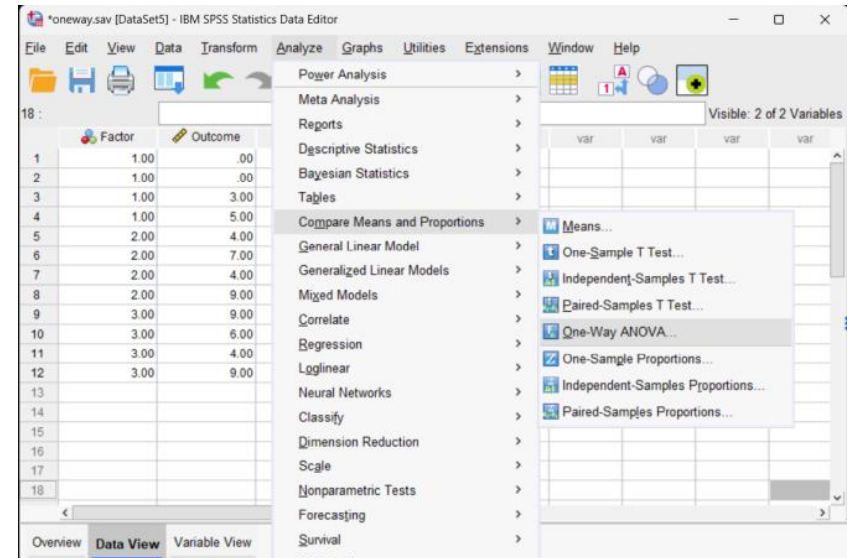 *oneway.sav [DataSet5] - IBM SPSS Statistics Data Editor
File Edit View Data Transform Analyze Graphs Utilities Extensions Window Help
18 :
Visible: 2 of 2 Variables
Factor Outcome var var var var
1 1.00 .00
2 1.00 .00
3 1.00 3.00
4 1.00 5.00
5 2.00 4.00
6 2.00 7.00
7 2.00 4.00
8 2.00 9.00
9 3.00 9.00
10 3.00 6.00
11 3.00 4.00
12 3.00 9.00
13
14
15
16
17
18
Power Analysis
Meta Analysis
Reports
Descriptive Statistics
Bayesian Statistics
Tables
Compare Means and Proportions
General Linear Model
Generalized Linear Models
Mixed Models
Correlate
Regression
Loglinear
Neural Networks
Classify
Dimension Reduction
Scale
Nonparametric Tests
Forecasting
Survival
Means...
One-Sample T Test...
Independent-Samples T Test...
Paired-Samples T Test...
One-Way ANOVA...
One-Sample Proportions...
Independent-Samples Proportions...
Paired-Samples Proportions...
Overview Data View Variable View